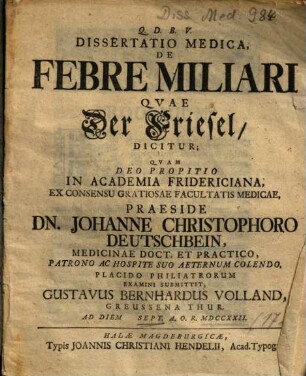 Diss. Med 984
Q. D. B. V.
DISSERTATIO MEDICA,
DE
FEBRE MILIARI
QVAE
Der Friesel/
DICITUR;
QVAM
DEO PROPITIO
IN ACADEMIA FRIDERICIANA,
EX CONSENSU GRATIOSAE FACULTATIS MEDICAE,
PRAESIDE
DN. JOHANNE CHRISTOPHORO
DEUTSCHBEIN,
MEDICINAE DOCT. ET PRACTICO,
PATRONO AC HOSPITE SUO AETERNUM COLENDO,
PLACIDO PHILIATRORUM
EXAMINI SUBMITTIT,
GUSTAVUS BERNHARDUS VOLLAND,
GREUSSENA THUR.
AD DIEM SEPT. A. O. R. MDCCXXII.
HALAE MAGDEBURGICAE,
Typis JOANNIS CHRISTIANI HENDELII, Acad. Typog.